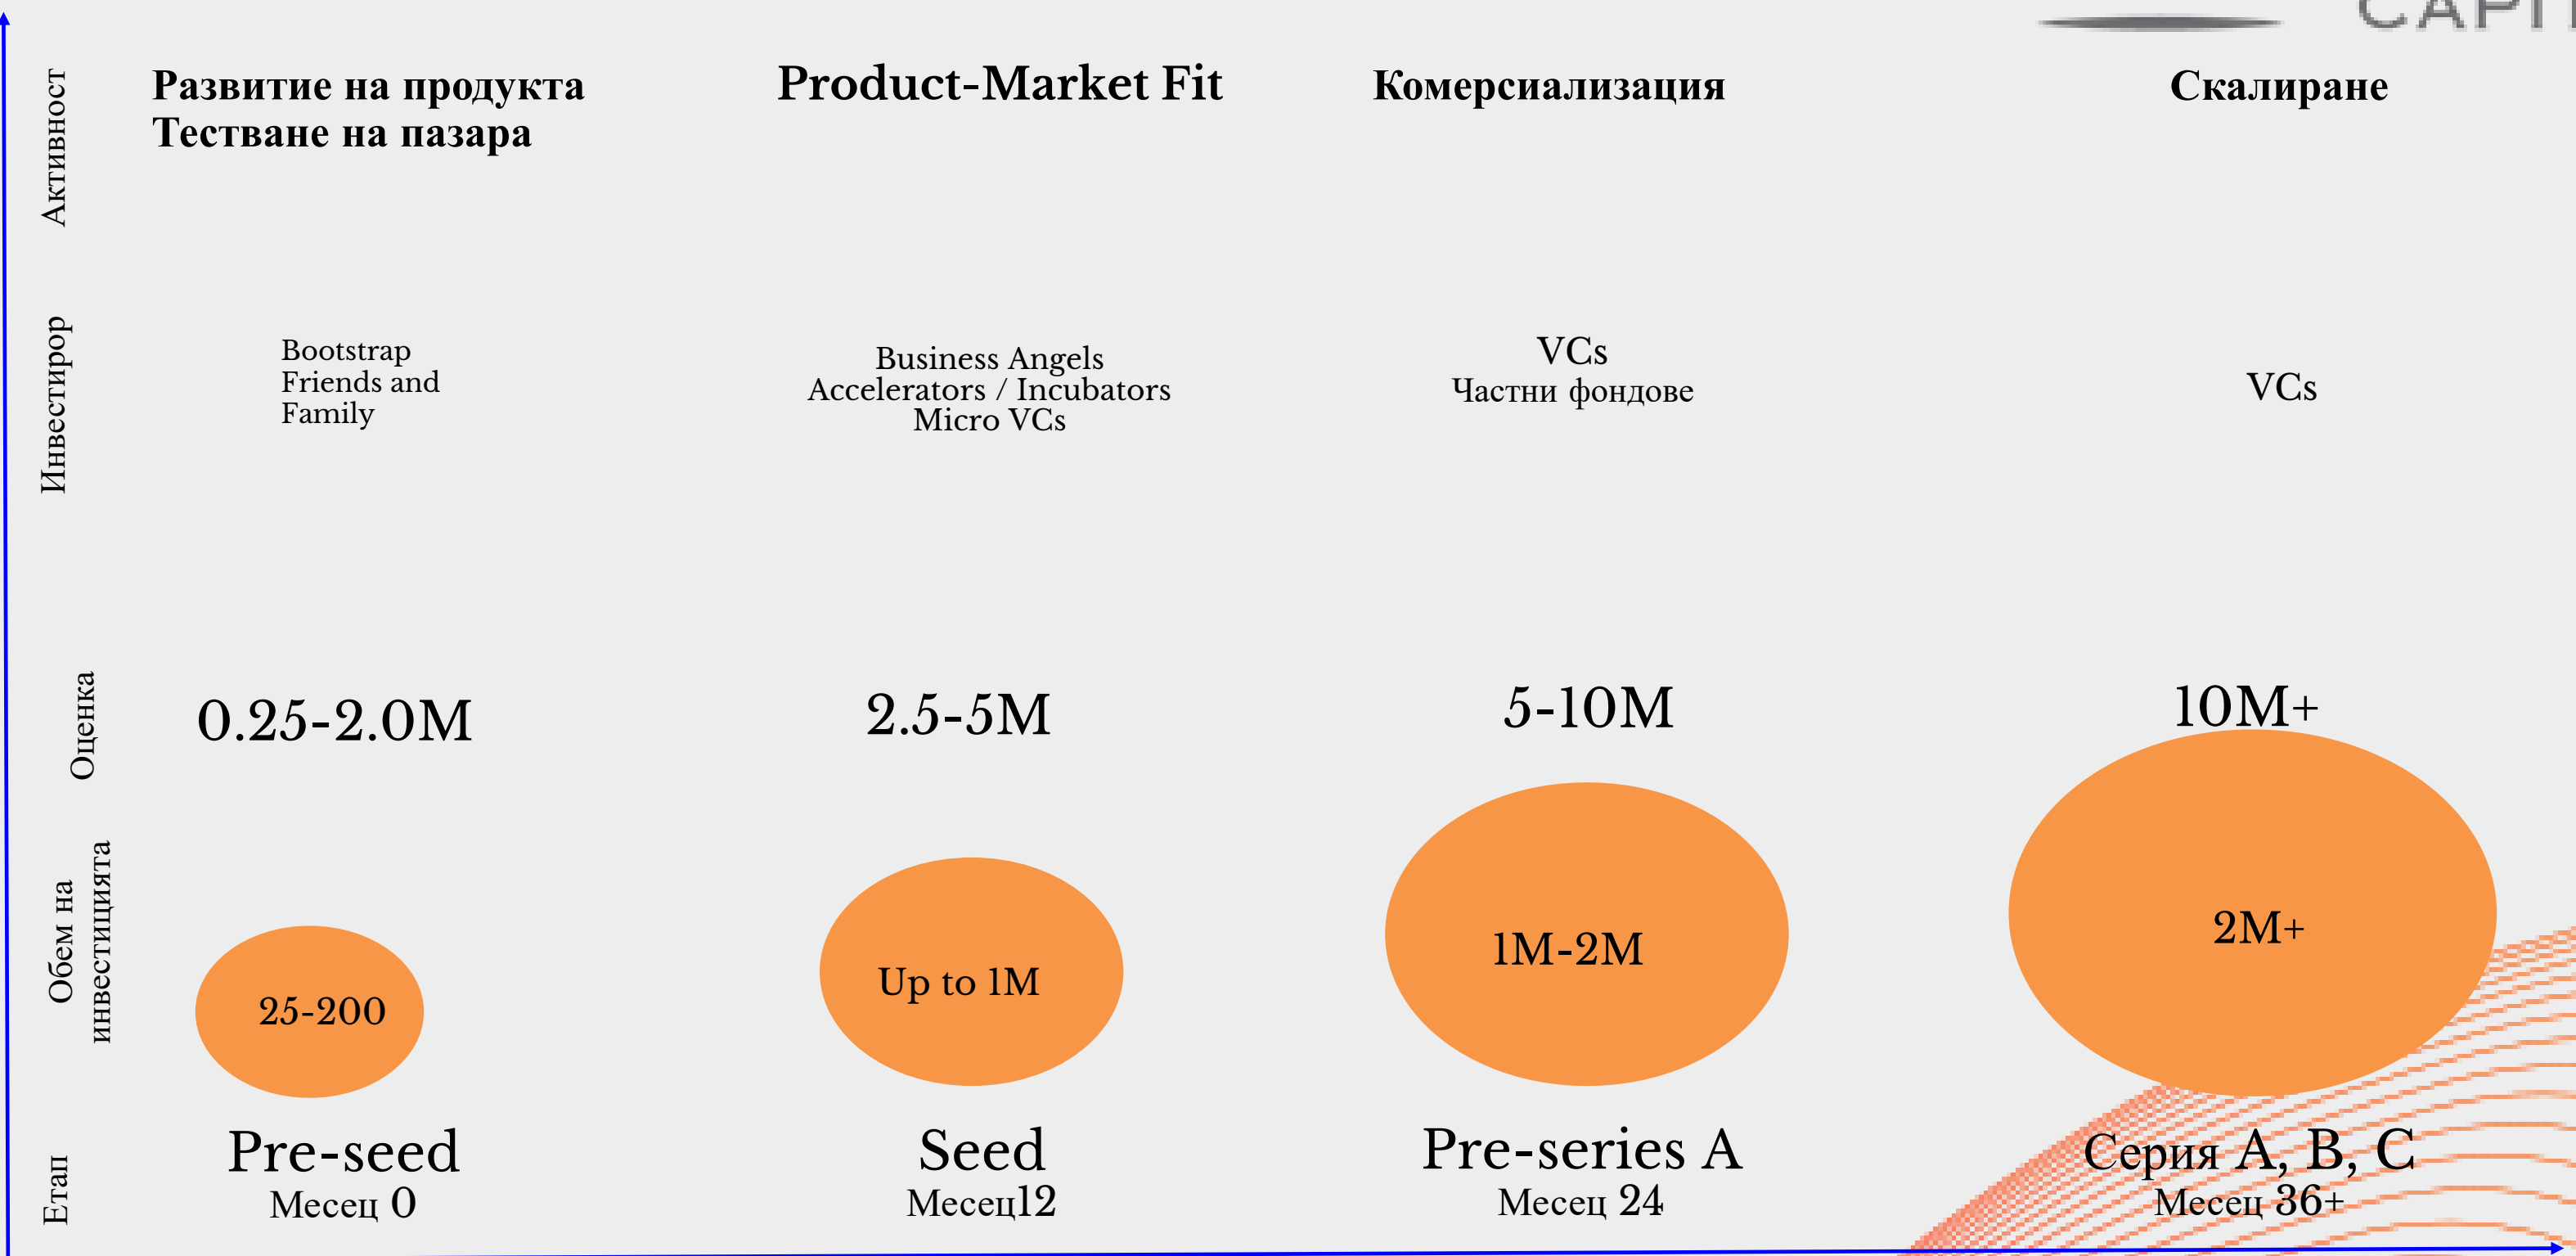 Активност
Развитие на продукта
Тестване на пазара
Product-Market Fit
Комерсиализация
Скалиране
Инвестирор
Bootstrap
Friends and
Family
Business Angels
Accelerators / Incubators
Micro VCs
VCs
Частни фондове
VCs
Оценка
0.25-2.0M
2.5-5M
5-10M
10M+
Обем на
инвестицията
25-200
Up to 1M
1M-2M
2M+
Етап
Pre-seed
Месец 0
Seed
Месец12
Pre-series A
Месец 24
Серия A, B, C
Месец 36+